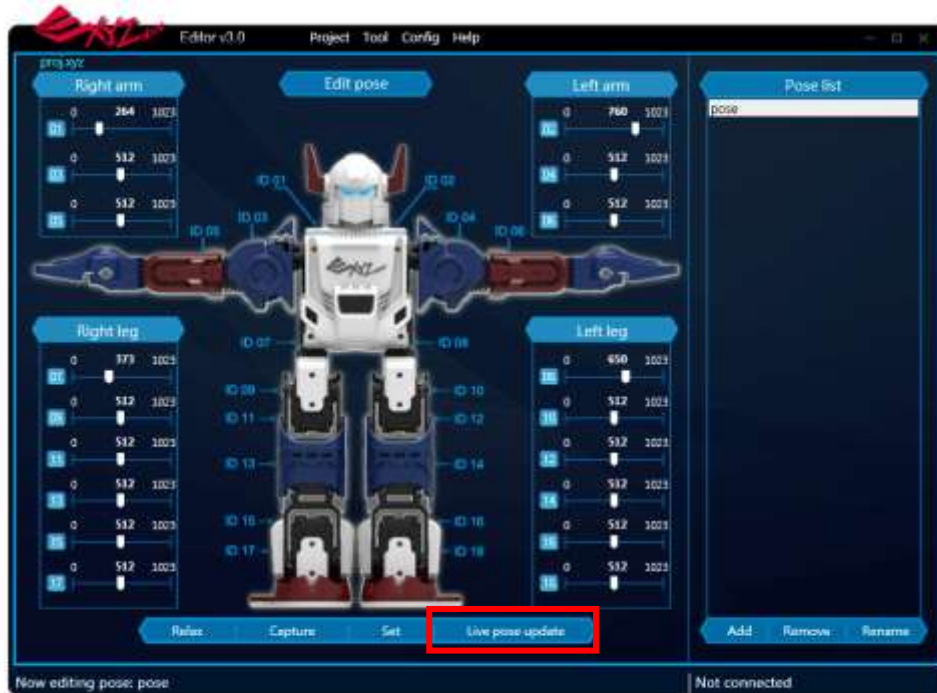 Editor v3.0
Project Tool Config Help
proj.xyz
Right arm
0 264 1023
01
0 512 1023
03
0 512 1023
05
Edit pose
Left arm
0 760 1023
02
0 512 1023
04
0 512 1023
06
Pose list
pose
ID 01
ID 02
ID 03
ID 04
ID 05
ID 06
XYZ
ID 07
ID 08
ID 09
ID 10
ID 11
ID 12
ID 13
ID 14
ID 15
ID 16
ID 17
ID 18
Right leg
0 373 1023
07
0 512 1023
09
0 512 1023
11
0 512 1023
13
0 512 1023
15
0 512 1023
17
Left leg
0 650 1023
08
0 512 1023
10
0 512 1023
12
0 512 1023
14
0 512 1023
16
0 512 1023
18
Relax Capture Set Live pose update
Add Remove Rename
Now editing pose: pose
Not connected